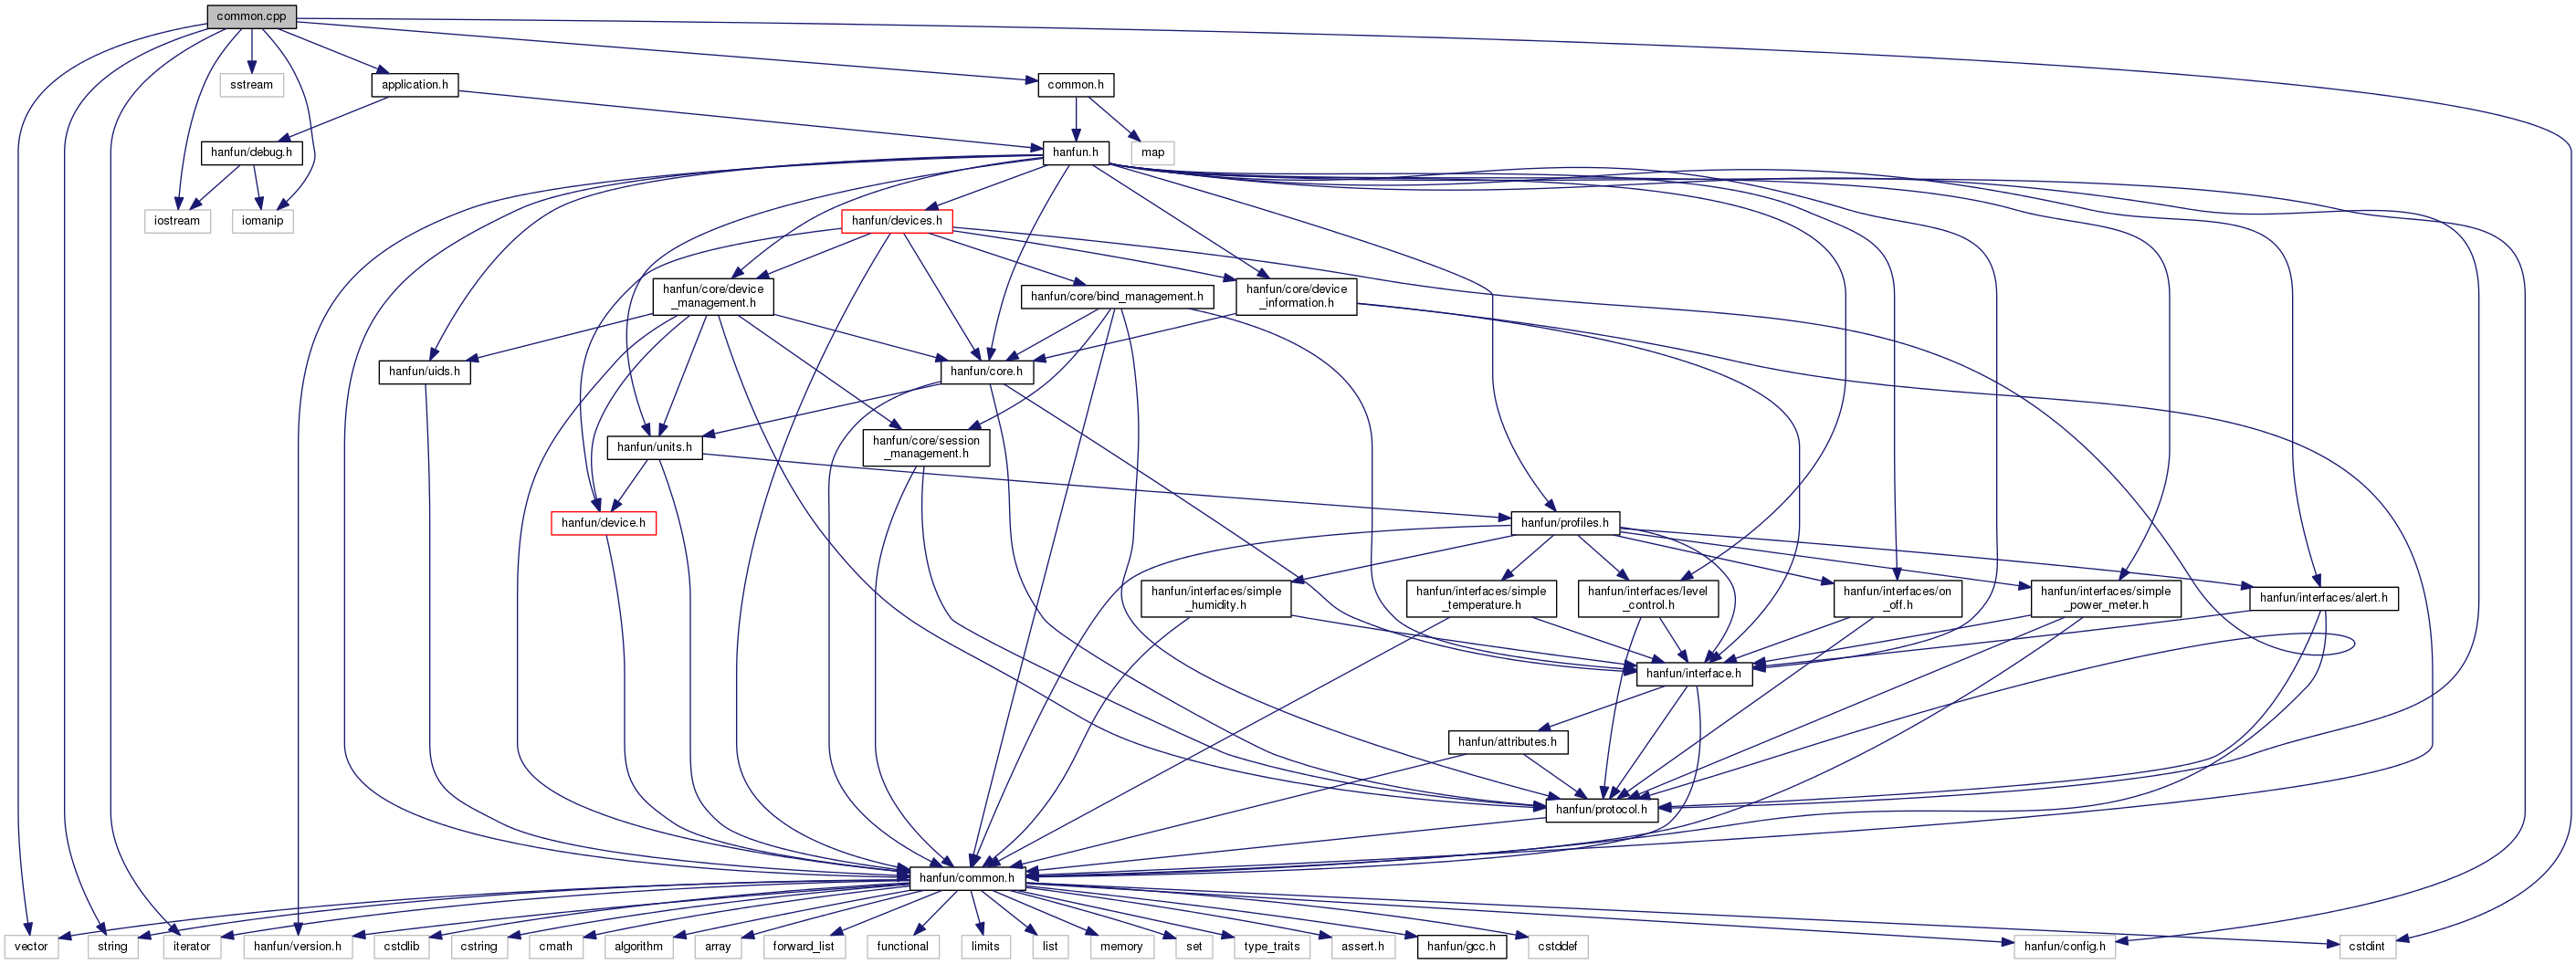 common.cpp
sstream
application.h
common.h
hanfun/debug.h
hanfun.h
map
iostream
iomanip
hanfun/devices.h
hanfun/core/device
_management.h
hanfun/core/bind_management.h
hanfun/core/device
_information.h
hanfun/uids.h
hanfun/core.h
hanfun/units.h
hanfun/core/session
_management.h
hanfun/device.h
hanfun/profiles.h
hanfun/interfaces/simple
_humidity.h
hanfun/interfaces/simple
_temperature.h
hanfun/interfaces/level
_control.h
hanfun/interfaces/on
_off.h
hanfun/interfaces/simple
_power_meter.h
hanfun/interfaces/alert.h
hanfun/interface.h
hanfun/attributes.h
hanfun/protocol.h
hanfun/common.h
vector
string
iterator
hanfun/version.h
cstdlib
cstring
cmath
algorithm
array
forward_list
functional
limits
list
memory
set
type_traits
assert.h
hanfun/gcc.h
cstddef
hanfun/config.h
cstdint